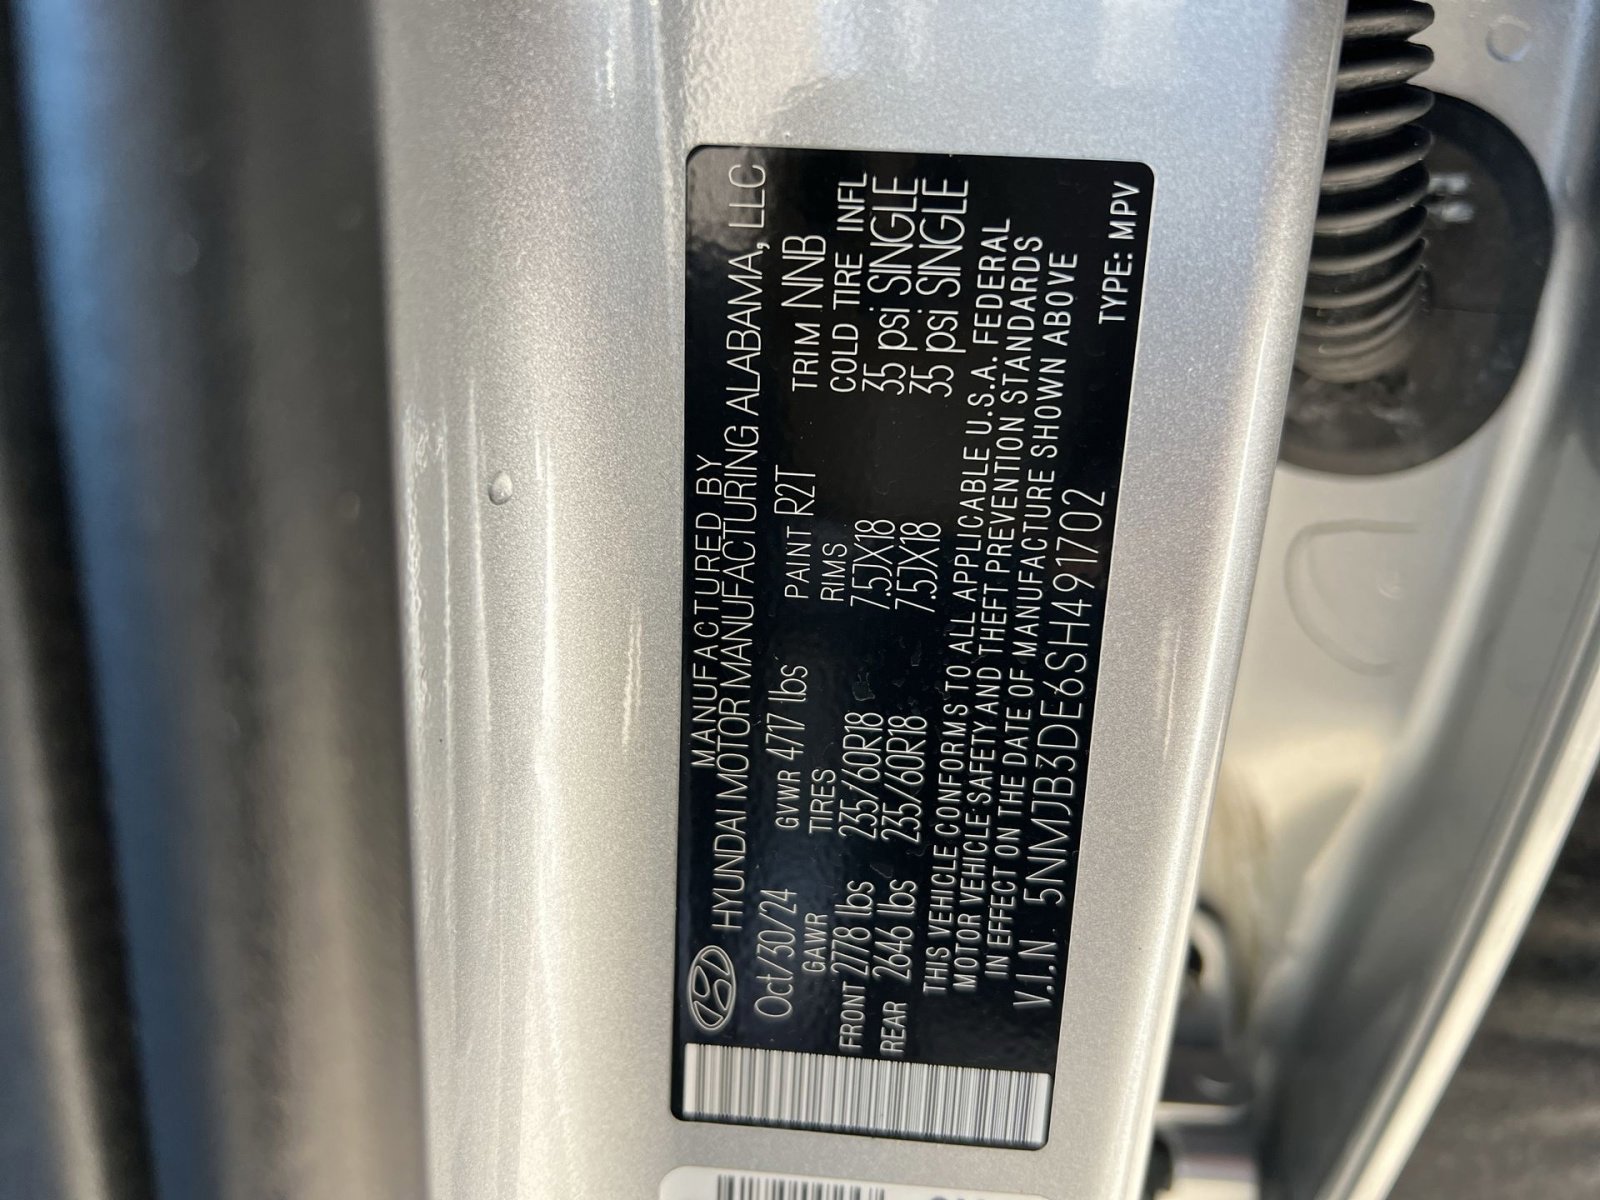 MANUFACTURED BY
HYUNDAI MOTOR MANUFACTURING ALABAMA, LLC
Oct/30/24 GVWR 4717 lbs PAINT R2T TRIM NNB
GAWR TIRES RIMS COLD TIRE INFL
FRONT 2778 lbs 235/60R18 7.5JX18 35 psi SINGLE
REAR 2646 lbs 235/60R18 7.5JX18 35 psi SINGLE
THIS VEHICLE CONFORMS TO ALL APPLICABLE U.S.A. FEDERAL
MOTOR VEHICLE SAFETY AND THEFT PREVENTION STANDARDS
IN EFFECT ON THE DATE OF MANUFACTURE SHOWN ABOVE
V.I.N 5NMJB3DE6SH491702
TYPE: MPV